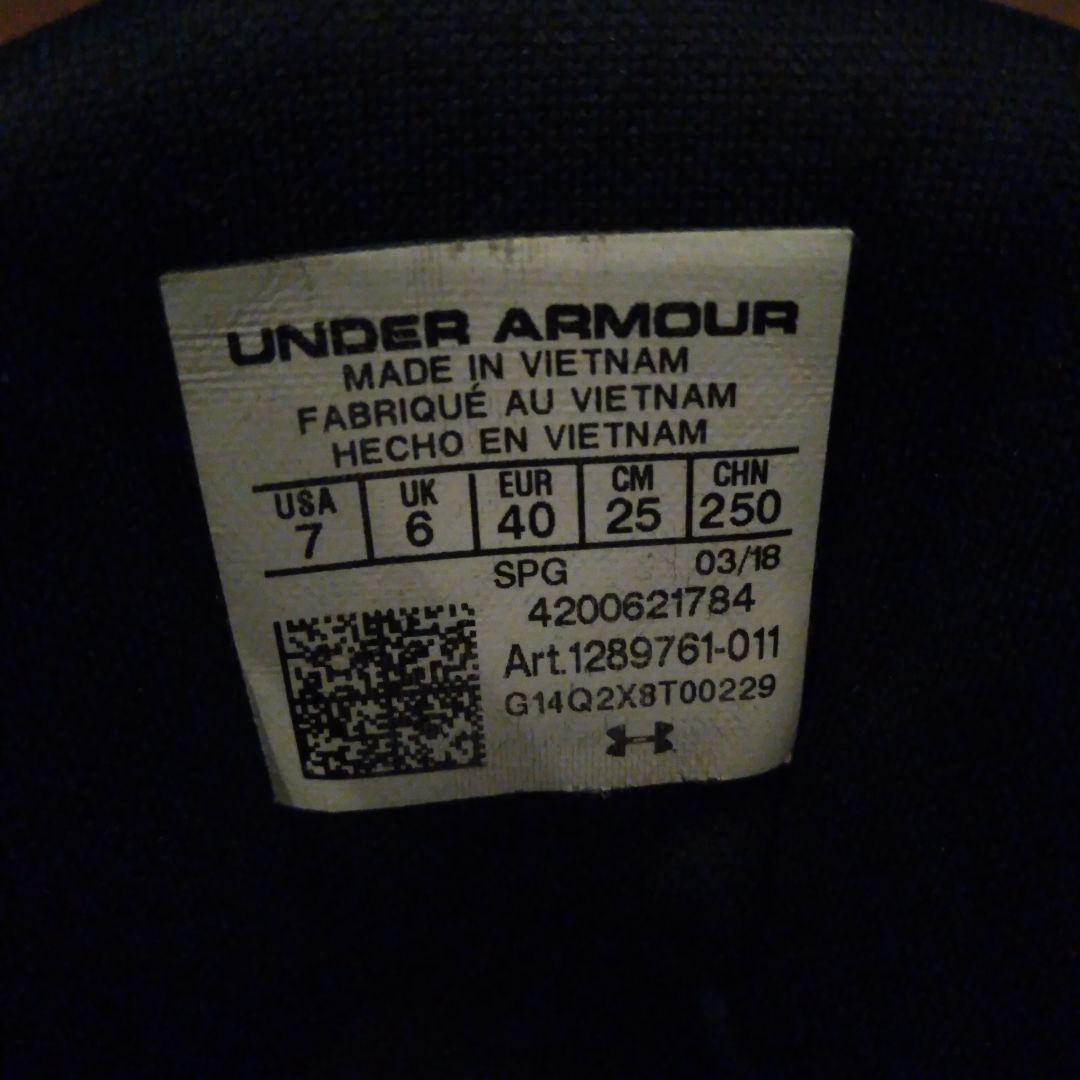 UNDER ARMOUR
MADE IN VIETNAM
FABRIQUÉ AU VIETNAM
HECHO EN VIETNAM
USA UK EUR CM CHN
7 6 40 25 250
SPG 03/18
4200621784
Art.1289761-011
G14Q2X8T00229